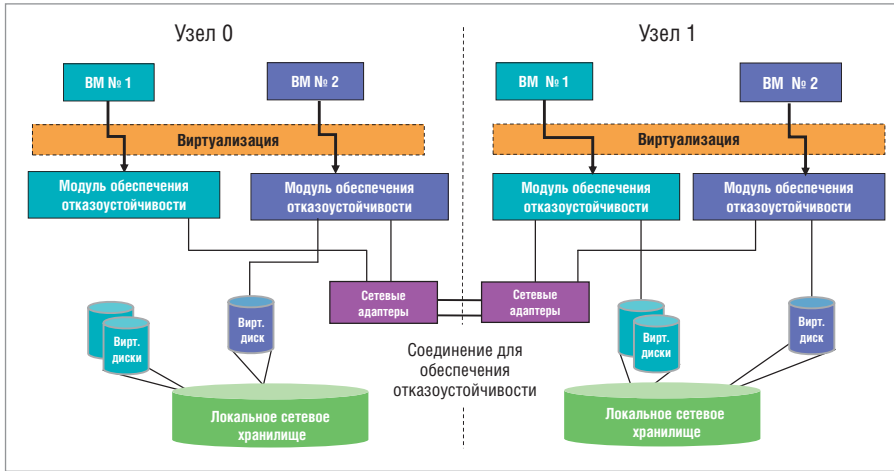 Узел 0
Узел 1
ВМ № 1
ВМ № 2
ВМ № 1
ВМ № 2
Виртуализация
Виртуализация
Модуль обеспечения
отказоустойчивости
Модуль обеспечения
отказоустойчивости
Модуль обеспечения
отказоустойчивости
Модуль обеспечения
отказоустойчивости
Сетевые
адаптеры
Сетевые
адаптеры
Вирт.
диски
Вирт.
диск
Вирт.
диски
Вирт.
диск
Соединение для
обеспечения
отказоустойчивости
Локальное сетевое
хранилище
Локальное сетевое
хранилище